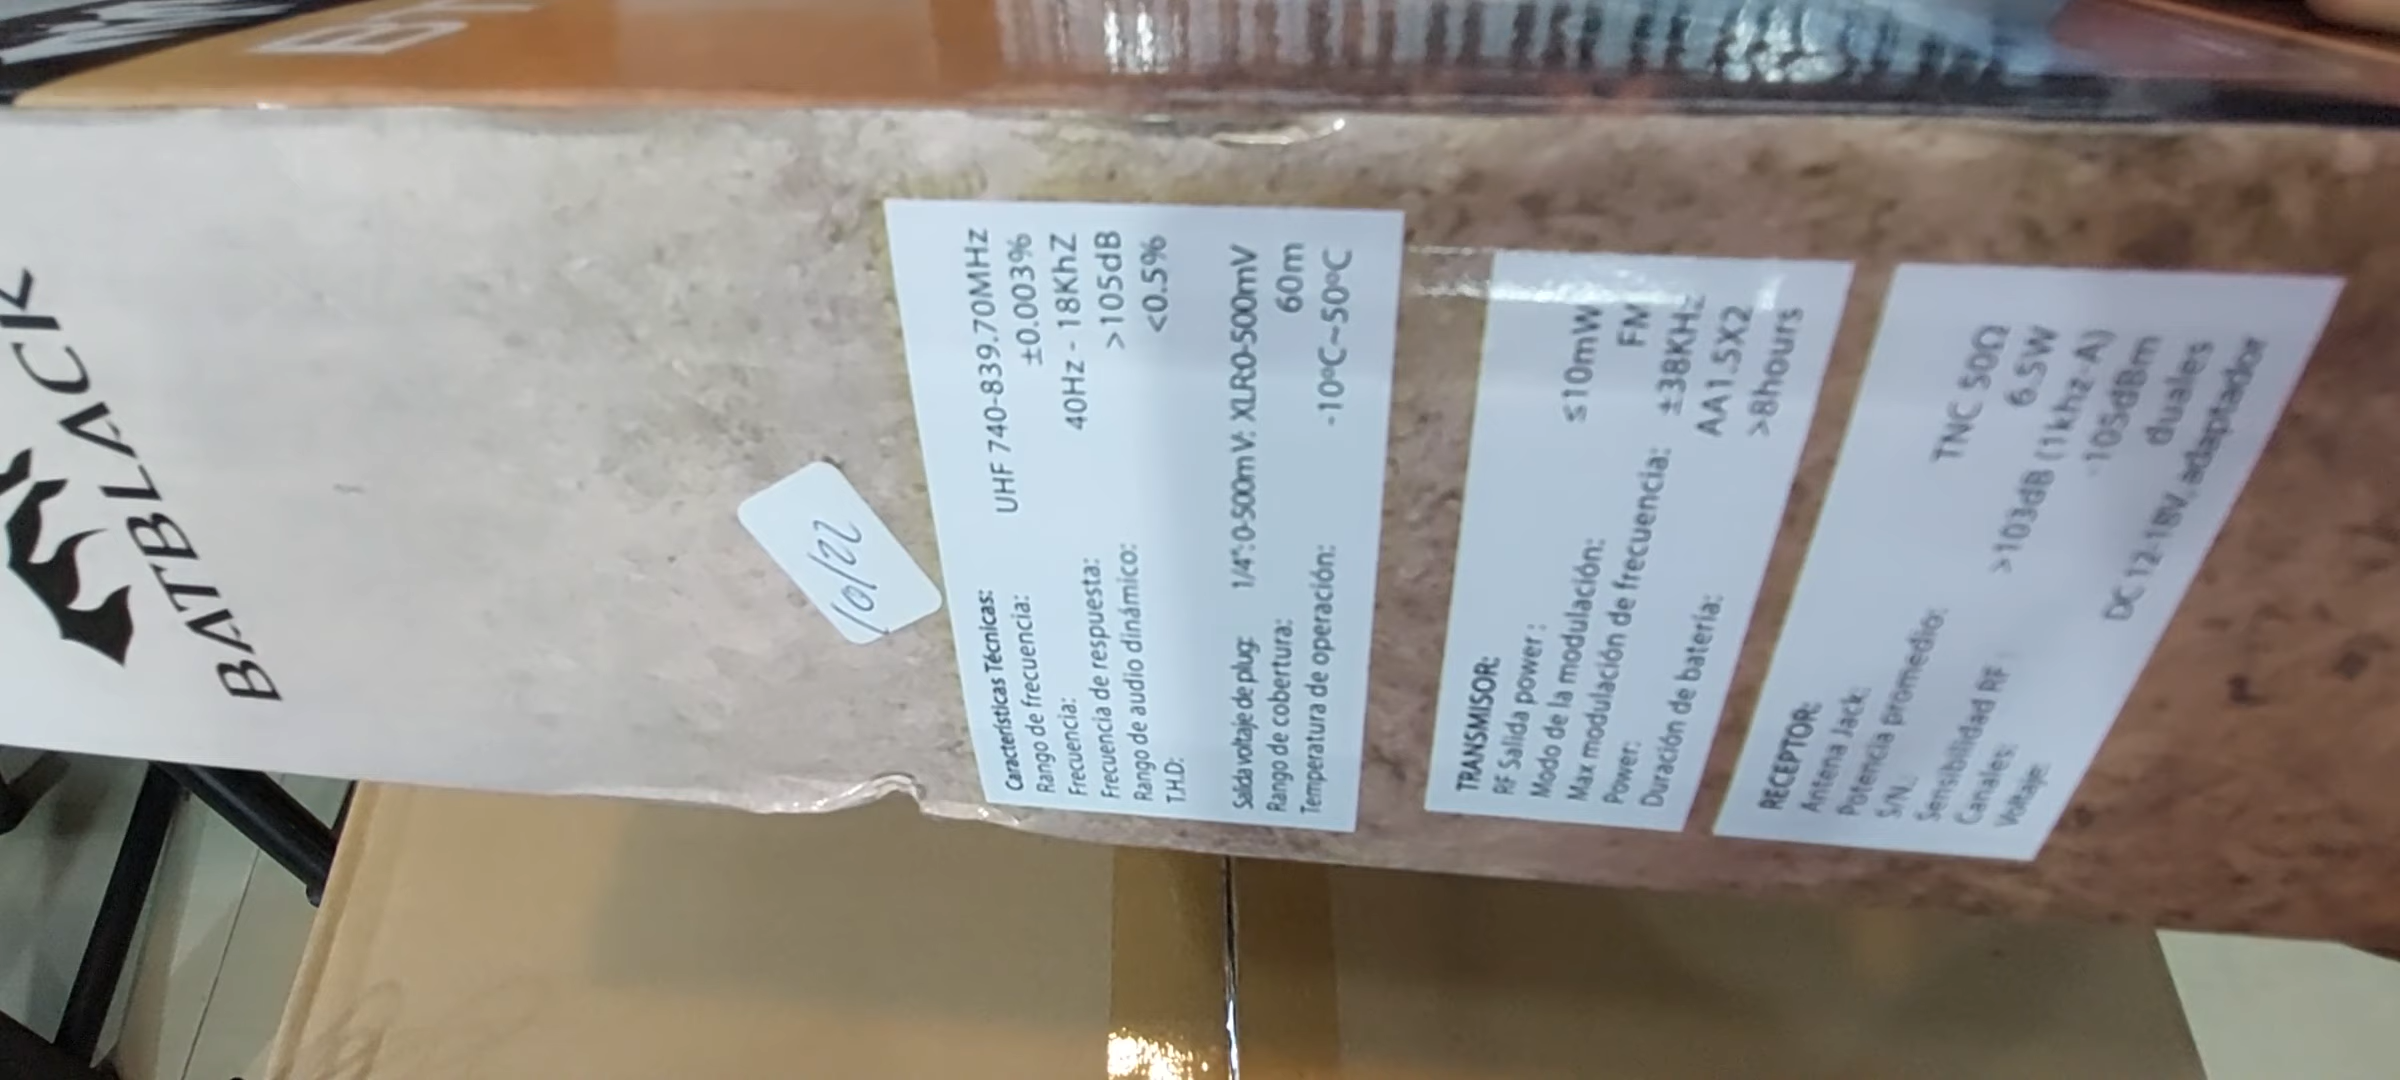 BATBLACK
10/22
Características Técnicas:
Rango de frecuencia: UHF 740-839.70MHz
Frecuencia: ±0.003%
Frecuencia de respuesta: 40Hz - 18KhZ
Rango de audio dinámico: >105dB
T.H.D: <0.5%
Salida voltaje de plug: 1/4":0-500mV: XLR0-500mV
Rango de cobertura: 60m
Temperatura de operación: -10ºC~50ºC
TRANSMISOR:
RF Salida power : ≤10mW
Modo de la modulación: FM
Max modulación de frecuencia: ±38KHz
Power: AA1.5X2
Duración de batería: >8hours
RECEPTOR:
Antena Jack: TNC 50Ω
Potencia promedio: 6.5W
S/N.: >103dB (1khz-A)
Sensibilidad RF -105dBm
Canales: duales
Voltaje: DC 12-18V, adaptador